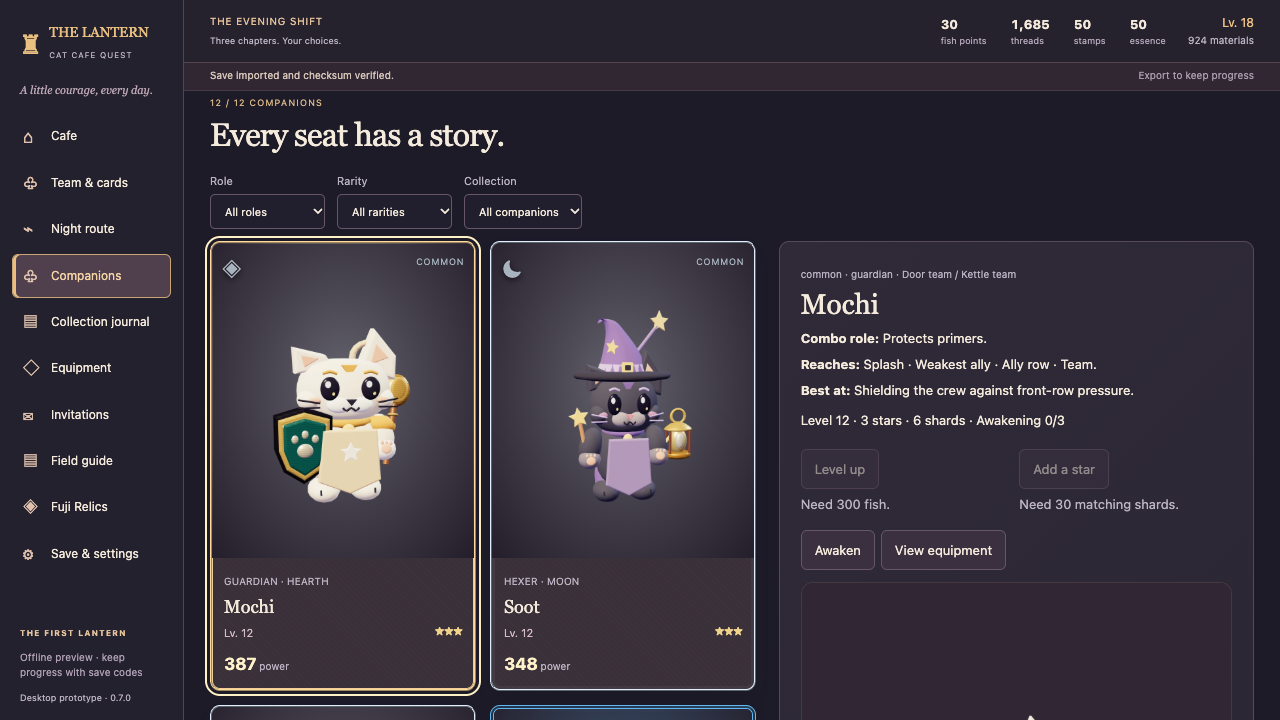 THE LANTERN
CAT CAFE QUEST
A little courage, every day.
Cafe
Team & cards
Night route
Companions
Collection journal
Equipment
Invitations
Field guide
Fuji Relics
Save & settings
THE FIRST LANTERN
Offline preview · keep
progress with save codes
Desktop prototype · 0.7.0
THE EVENING SHIFT
Three chapters. Your choices.
30
fish points
1,685
threads
50
stamps
50
essence
Lv. 18
924 materials
Save imported and checksum verified.
Export to keep progress
12 / 12 COMPANIONS
Every seat has a story.
Role
Rarity
Collection
All roles
All rarities
All companions
COMMON
GUARDIAN · HEARTH
Mochi
Lv. 12
387 power
COMMON
HEXER · MOON
Soot
Lv. 12
348 power
common · guardian · Door team / Kettle team
Mochi
Combo role: Protects primers.
Reaches: Splash · Weakest ally · Ally row · Team.
Best at: Shielding the crew against front-row pressure.
Level 12 · 3 stars · 6 shards · Awakening 0/3
Level up
Need 300 fish.
Add a star
Need 30 matching shards.
Awaken
View equipment